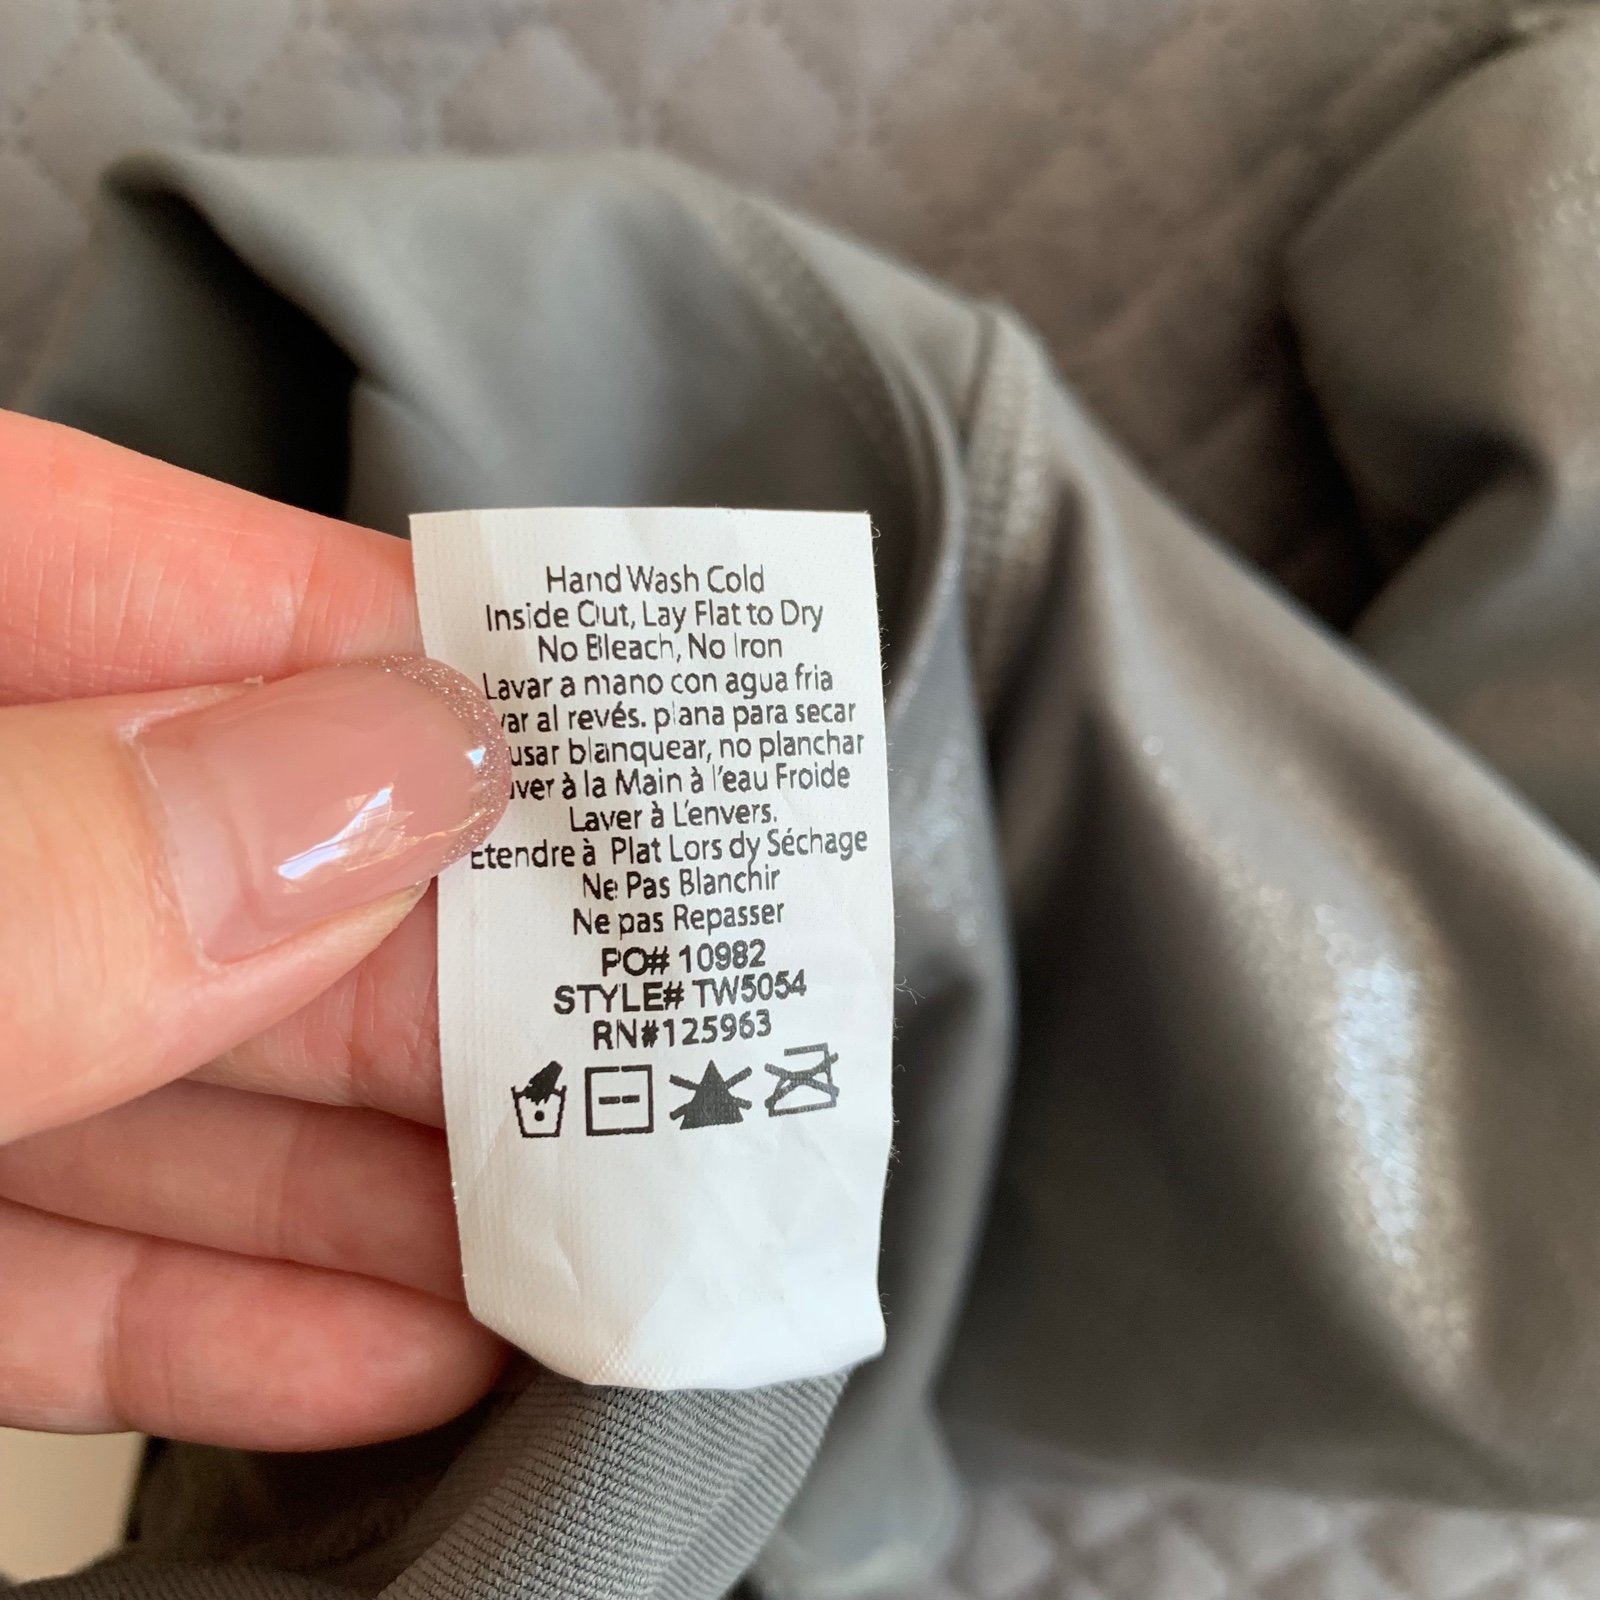 Hand Wash Cold
Inside Out, Lay Flat to Dry
No Bleach, No Iron
Lavar a mano con agua fria
al revés. plana para secar
usar blanquear, no planchar
à la Main à l'eau Froide
Laver à L'envers.
Etendre à Plat Lors dy Séchage
Ne Pas Blanchir
Ne pas Repasser
PO# 10982
STYLE# TW5054
RN#125963